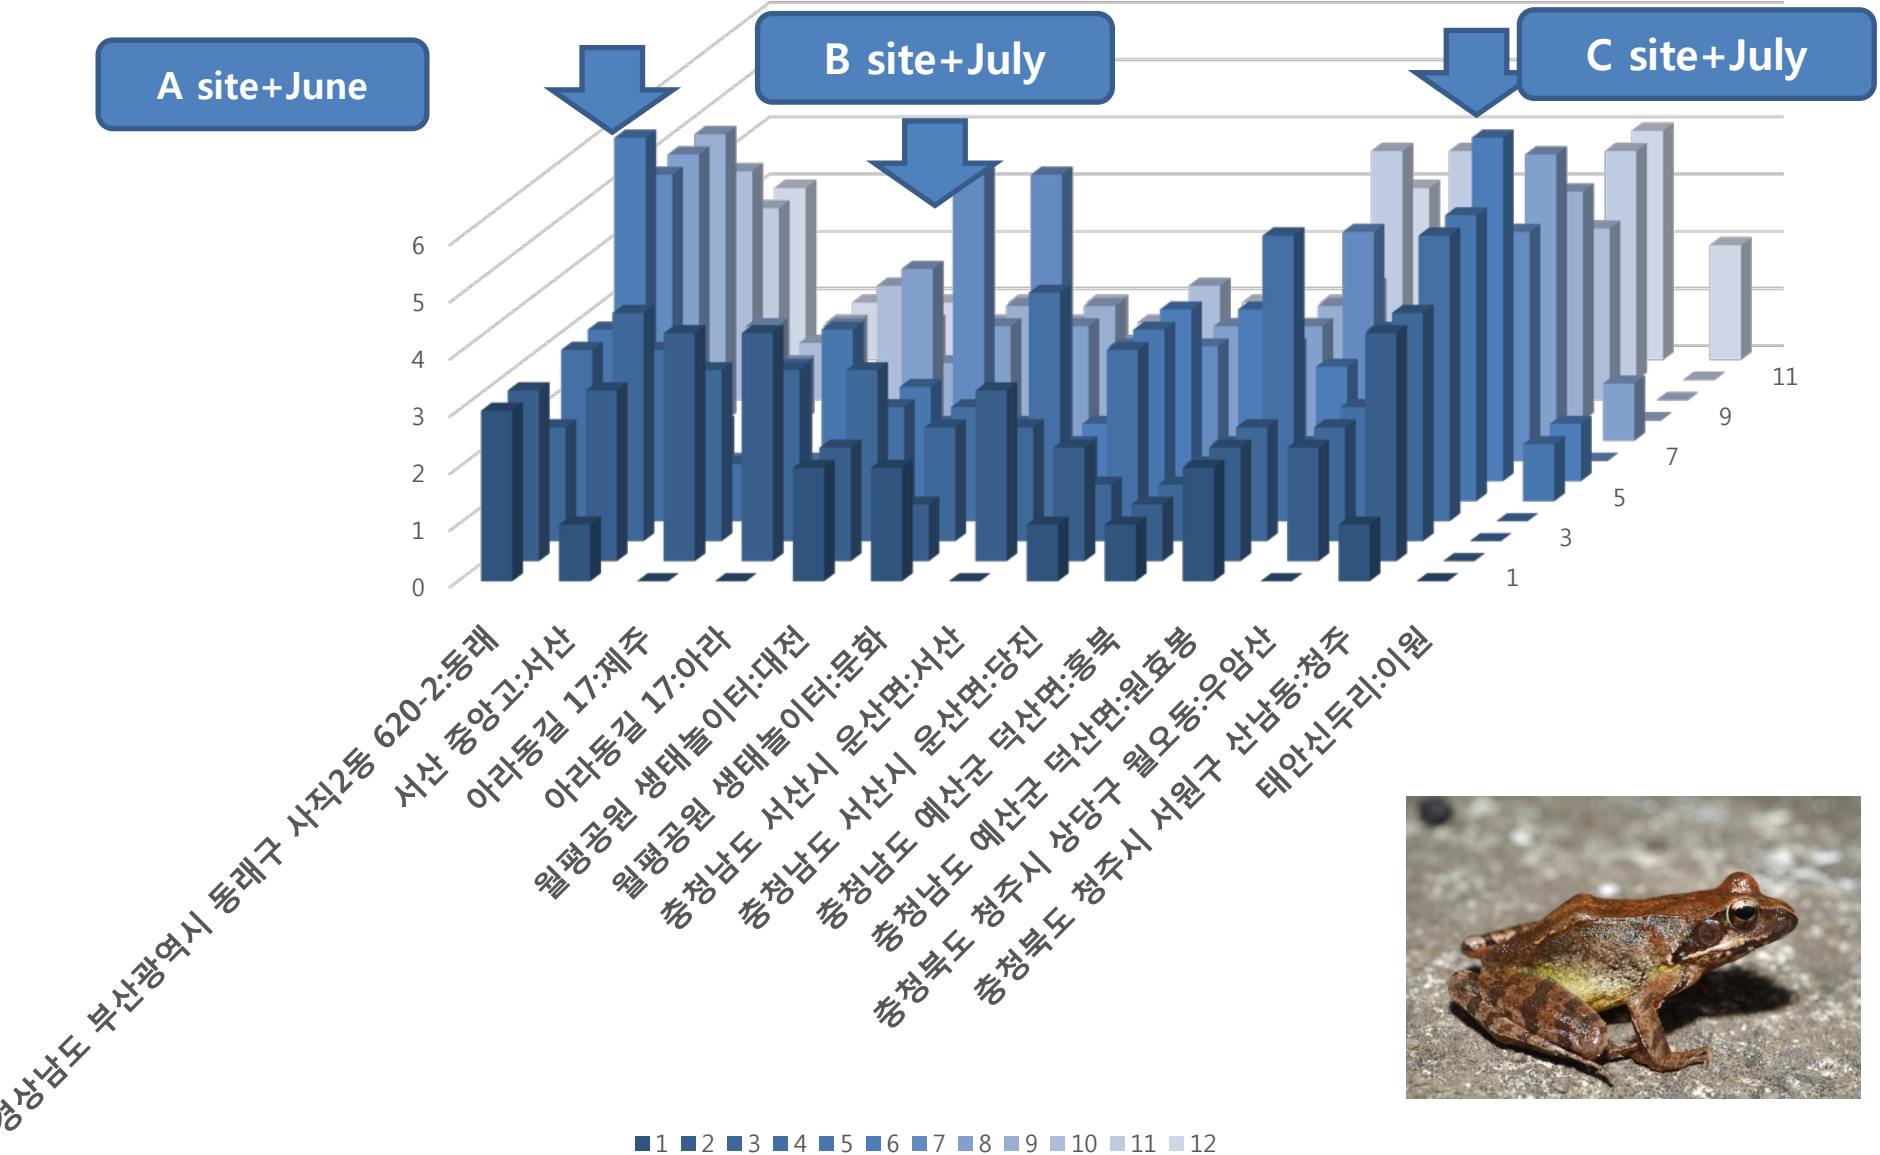 A site+June
B site+July
C site+July
6
5
4
3
2
1
0
11
9
7
5
3
1
경상남도 부산광역시 동래구 사직2동 620-2:동래
서산 중앙고:서산
아라동길 17:제주
아라동길 17:아라
월평공원 생태놀이터:대전
월평공원 생태놀이터:문화
충청남도 서산시 운산면:서산
충청남도 서산시 운산면:당진
충청남도 예산군 덕산면:홍북
충청남도 예산군 덕산면:원효봉
충청북도 청주시 상당구 월오동:우암산
충청북도 청주시 서원구 산남동:청주
태안신두리:이원
1 2 3 4 5 6 7 8 9 10 11 12